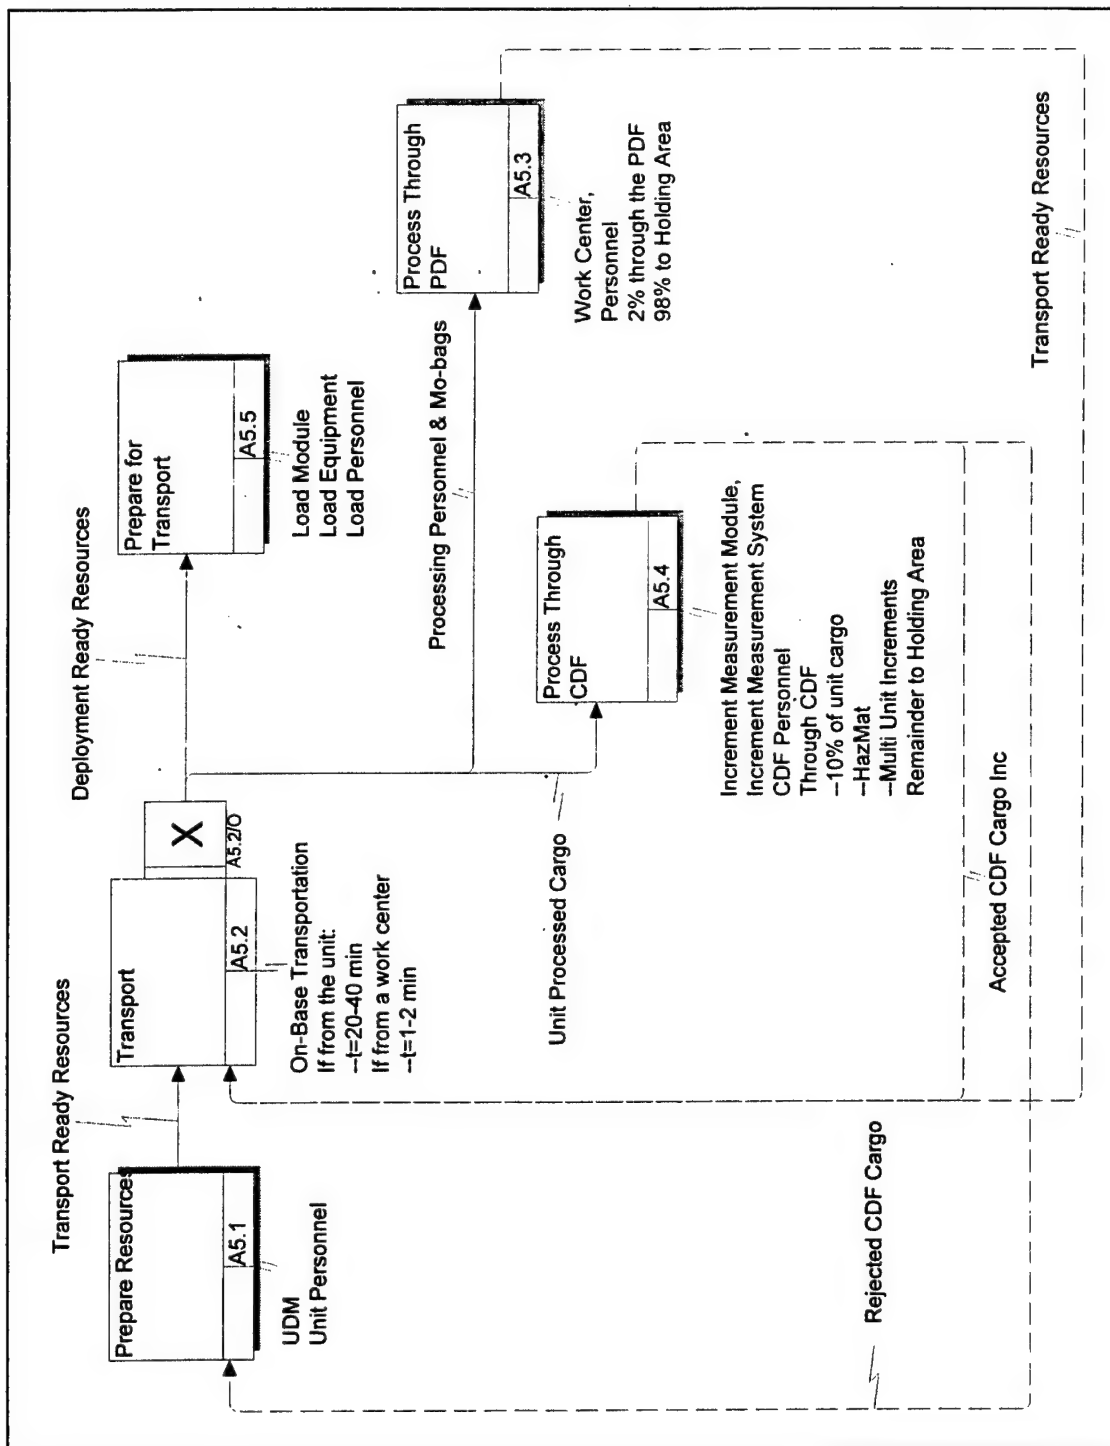 Transport Ready Resources
Deployment Ready Resources
Prepare Resources
A5.1
UDM
Unit Personnel
Transport
A5.2
X
A5.2/O
On-Base Transportation
If from the unit:
--t=20-40 min
If from a work center
--t=1-2 min
Prepare for
Transport
A5.5
Load Module
Load Equipment
Load Personnel
Processing Personnel & Mo-bags
Process Through
PDF
A5.3
Work Center,
Personnel
2% through the PDF
98% to Holding Area
Unit Processed Cargo
Process Through
CDF
A5.4
Increment Measurement Module,
Increment Measurement System
CDF Personnel
Through CDF
--10% of unit cargo
--HazMat
--Multi Unit Increments
Remainder to Holding Area
Rejected CDF Cargo
Accepted CDF Cargo Inc
Transport Ready Resources